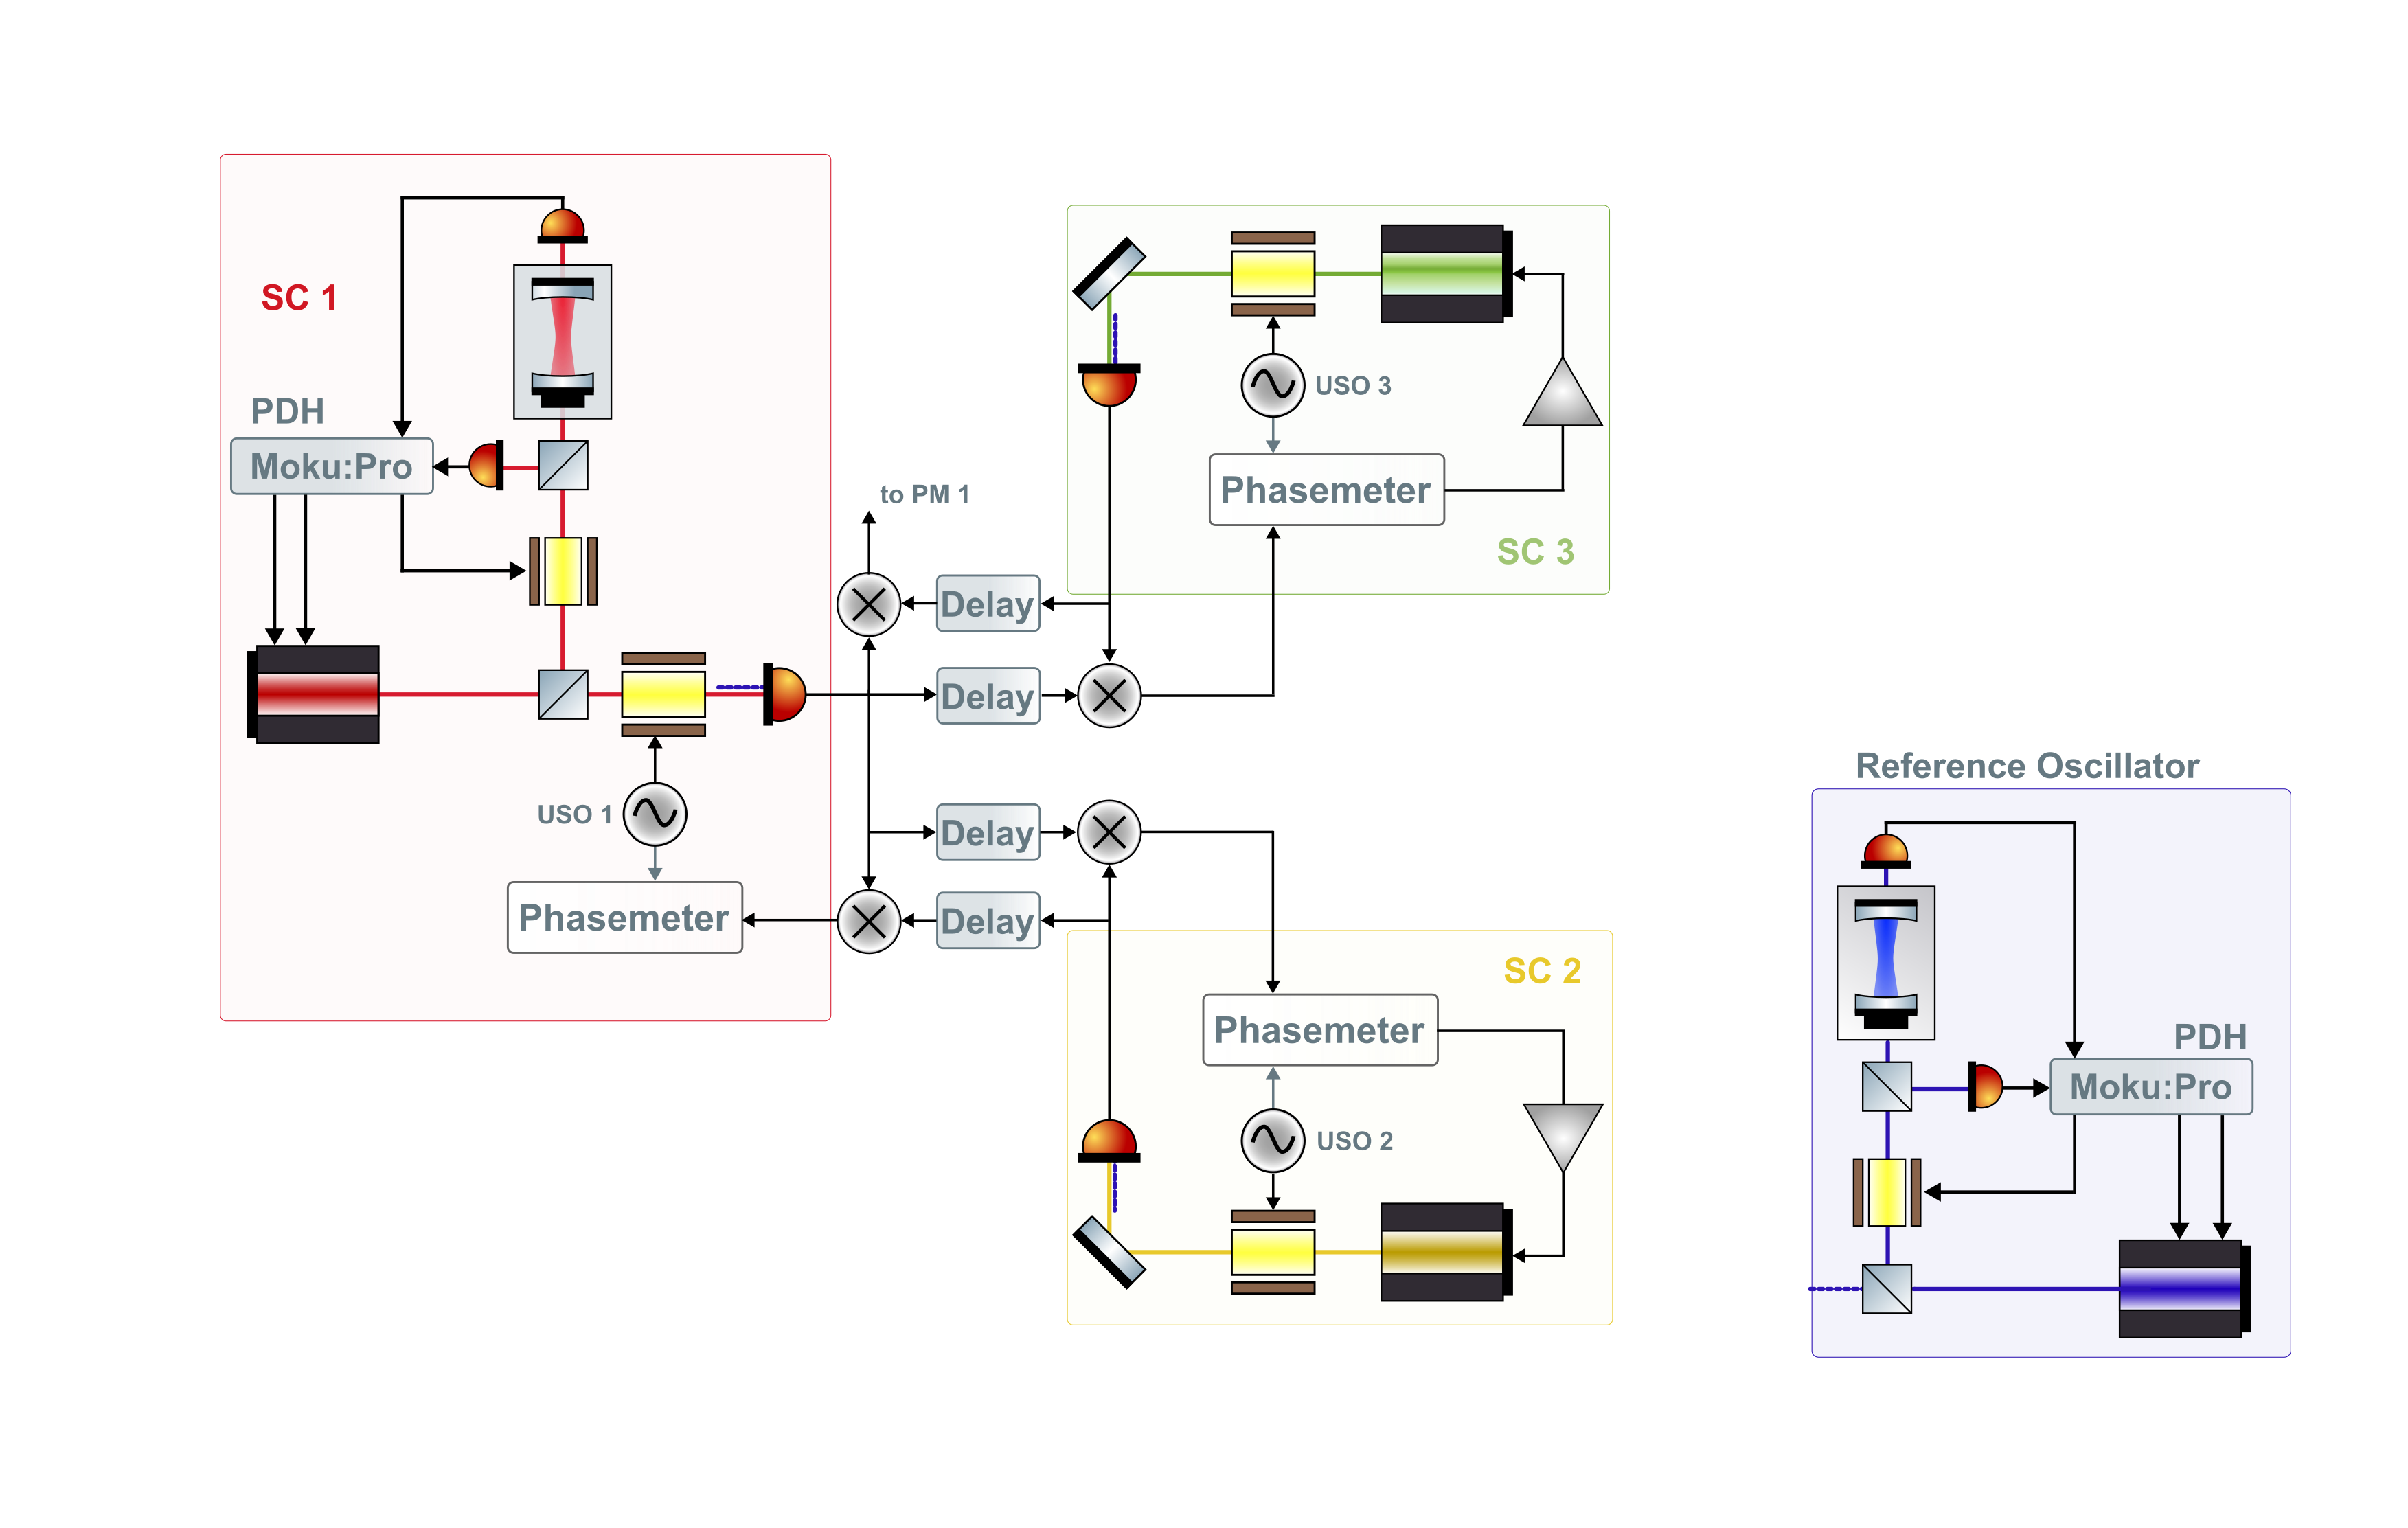 SC 1
PDH
Moku:Pro
USO 1
Phasemeter
to PM 1
Delay
Delay
Delay
Delay
USO 3
Phasemeter
SC 3
SC 2
Phasemeter
USO 2
Reference Oscillator
PDH
Moku:Pro